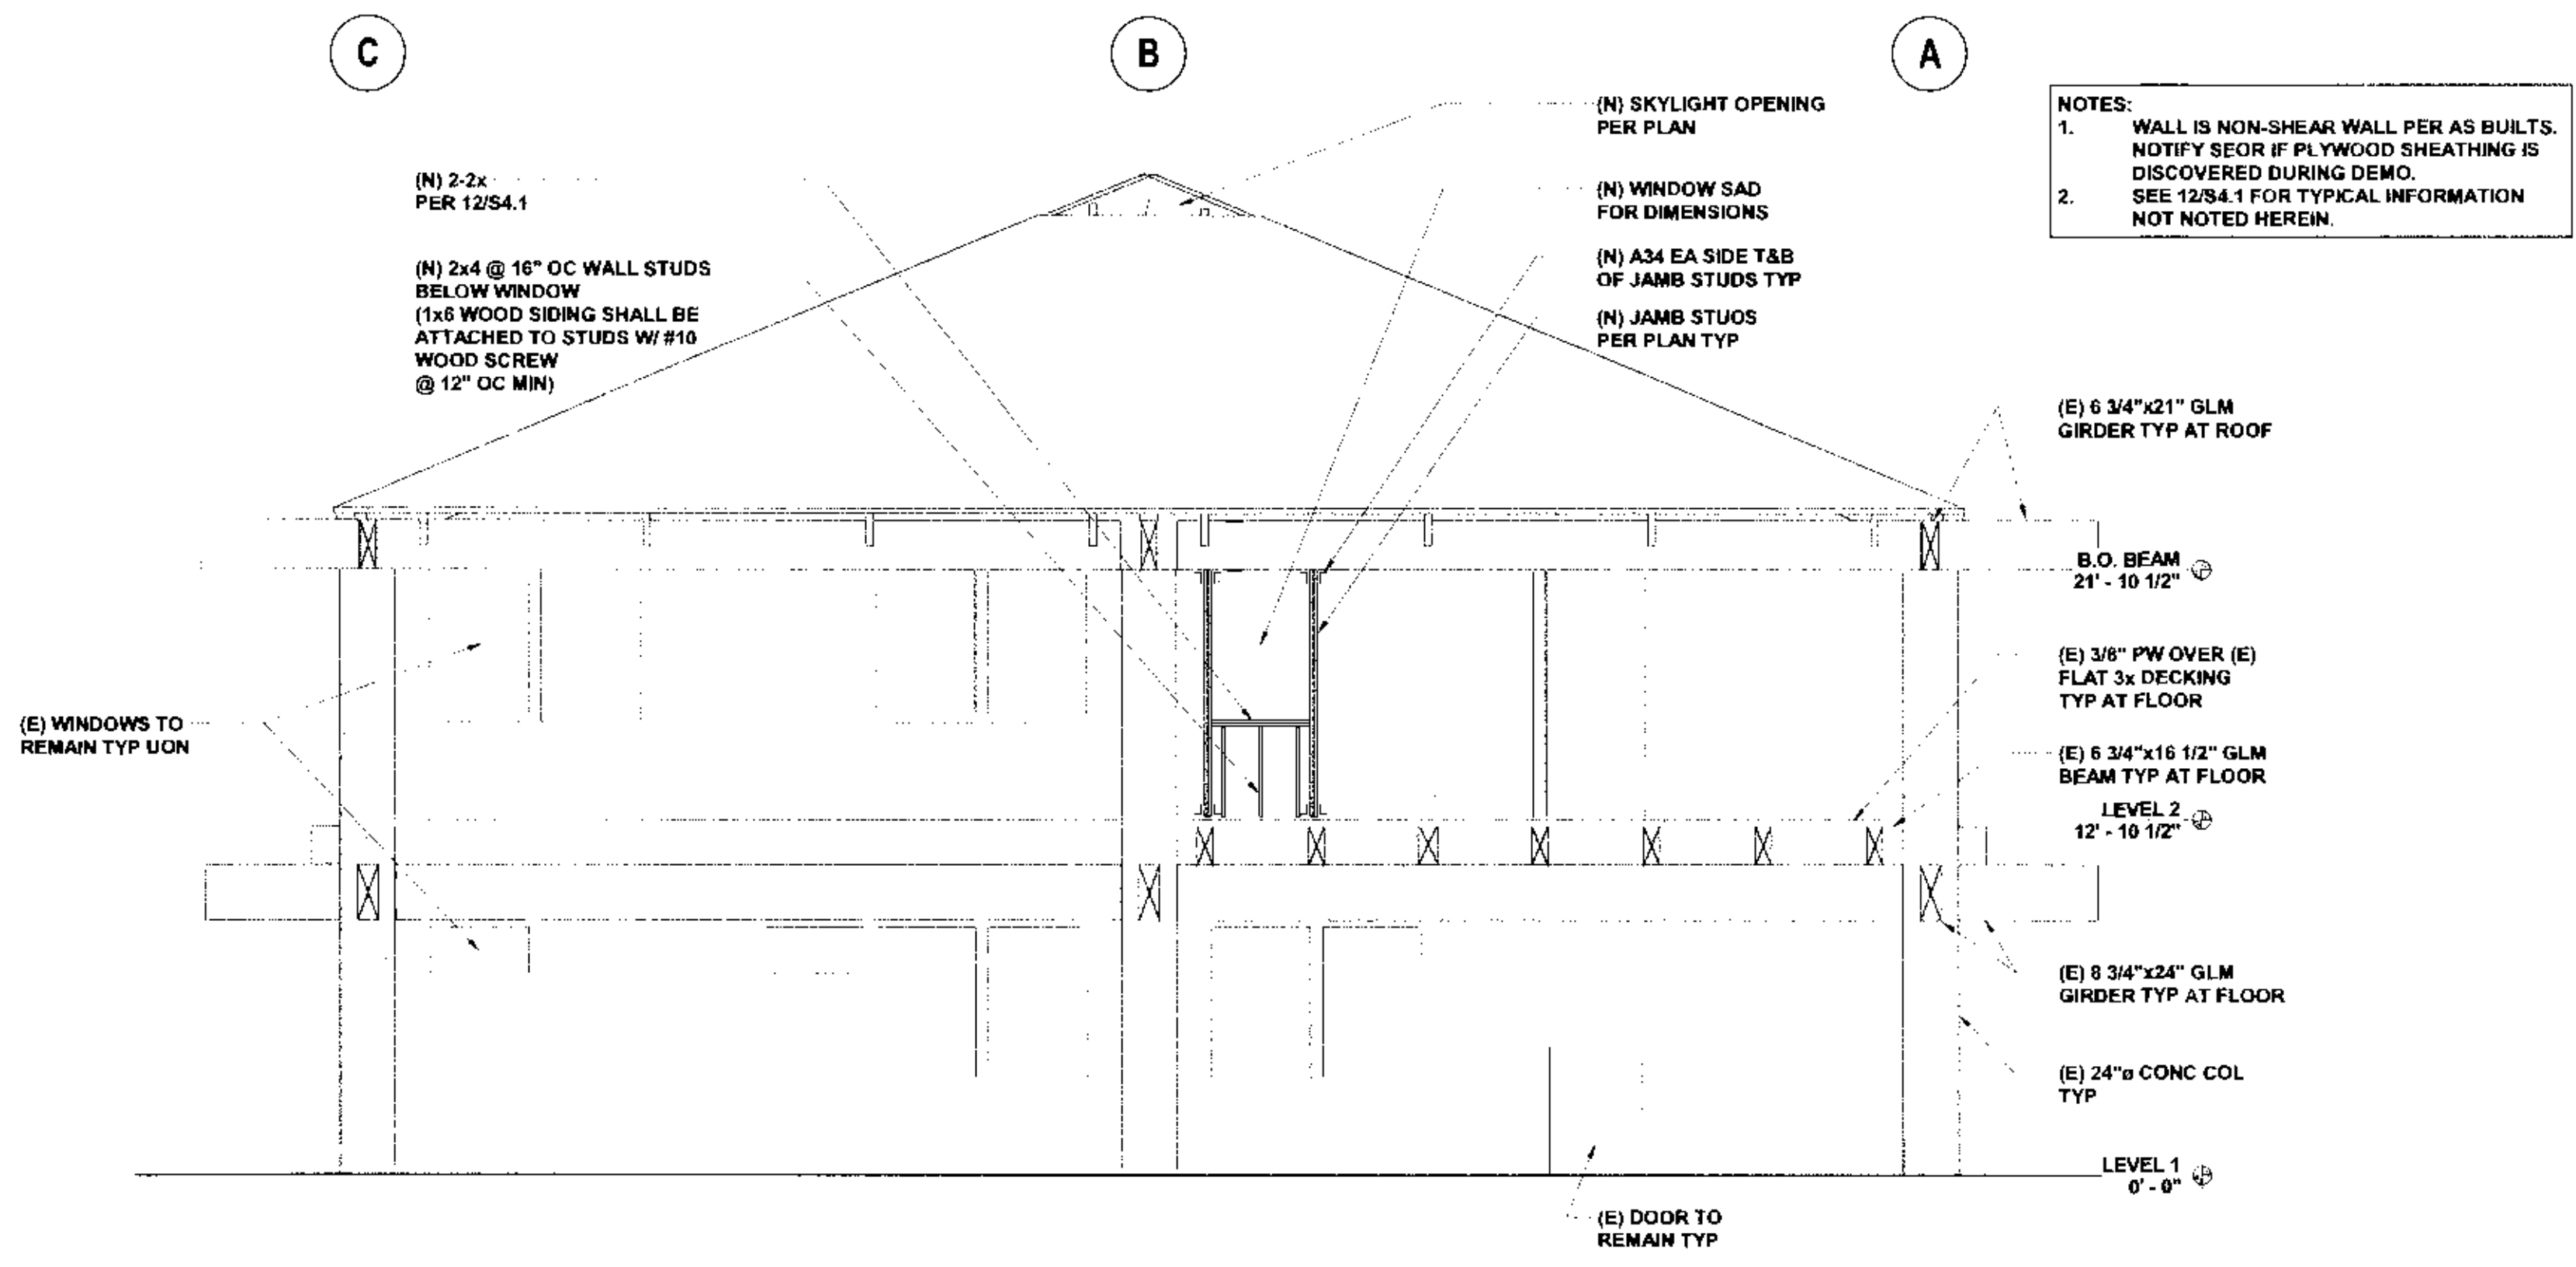 C
B
A
(N) SKYLIGHT OPENING
PER PLAN
NOTES:
1. WALL IS NON-SHEAR WALL PER AS BUILTS.
NOTIFY SEOR IF PLYWOOD SHEATHING IS
DISCOVERED DURING DEMO.
2. SEE 12/S4.1 FOR TYPICAL INFORMATION
NOT NOTED HEREIN.
(N) 2-2x
PER 12/S4.1
(N) WINDOW SAD
FOR DIMENSIONS
(N) 2x4 @ 16" OC WALL STUDS
BELOW WINDOW
(1x6 WOOD SIDING SHALL BE
ATTACHED TO STUDS W/ #10
WOOD SCREW
@ 12" OC MIN)
(N) A34 EA SIDE T&B
OF JAMB STUDS TYP
(N) JAMB STUDS
PER PLAN TYP
(E) 6 3/4"x21" GLM
GIRDER TYP AT ROOF
B.O. BEAM
21' - 10 1/2"
(E) 3/8" PW OVER (E)
FLAT 3x DECKING
TYP AT FLOOR
(E) WINDOWS TO
REMAIN TYP UON
(E) 6 3/4"x16 1/2" GLM
BEAM TYP AT FLOOR
LEVEL 2
12' - 10 1/2"
(E) 8 3/4"x24" GLM
GIRDER TYP AT FLOOR
(E) 24"ø CONC COL
TYP
LEVEL 1
0' - 0"
(E) DOOR TO
REMAIN TYP